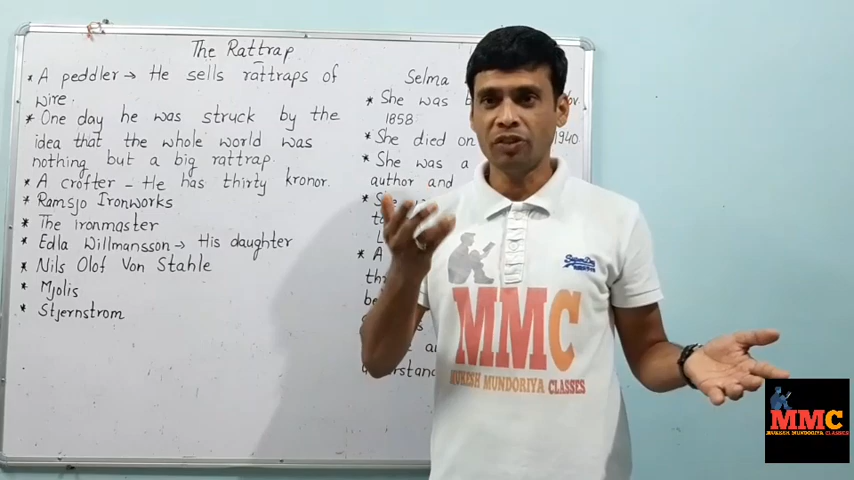 The Rattrap
* A peddler → He sells rattraps of
wire.
* One day he was struck by the
idea that the whole world was
nothing but a big rattrap.
* A crofter - He has thirty kronor.
* Ramsjo Ironworks
* The ironmaster
* Edla Willmansson → His daughter
* Nils Olof Von Stahle
* Mjolis
* Stjernstrom
Selma
* She was
1858
* She died on 1940
* She was a
author and
* A
MMC
MUKESH MUNDORIYA CLASSES
SuperDry
MMC
MUKESH MUNDORIYA CLASSES